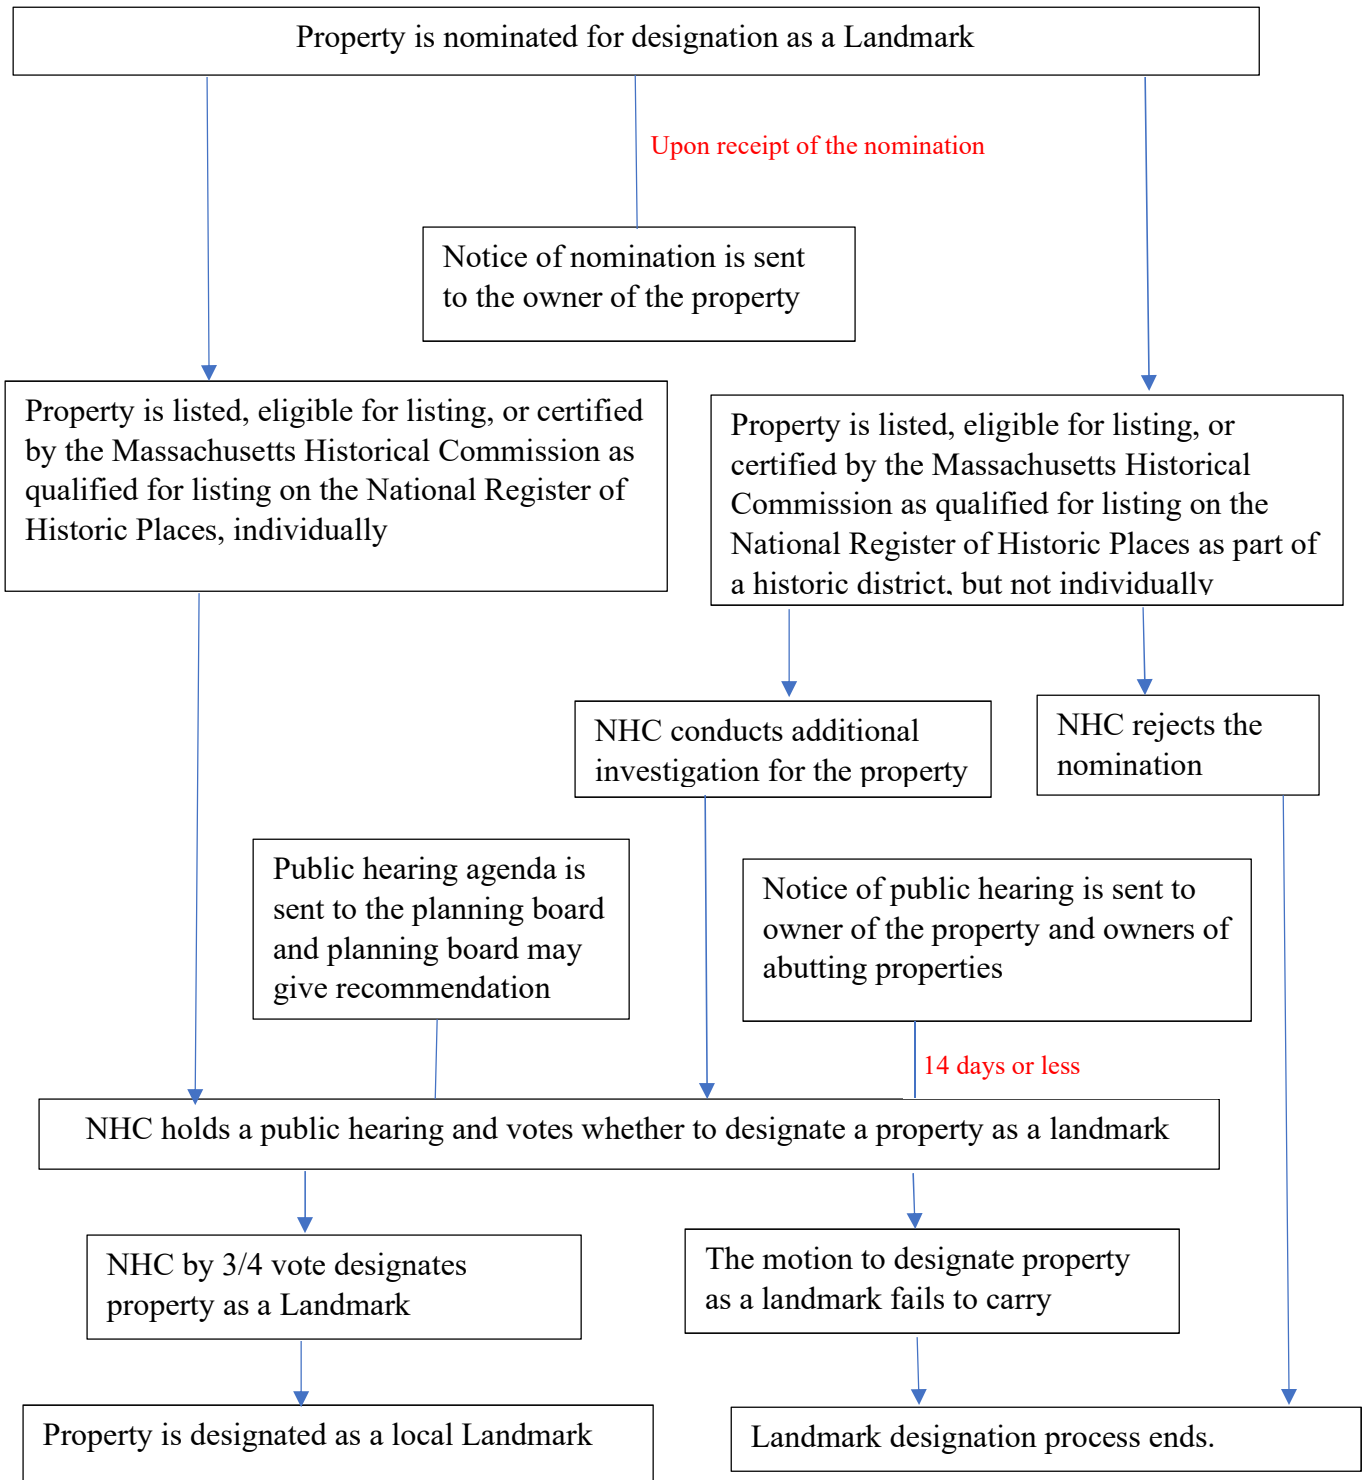 Property is nominated for designation as a Landmark
Upon receipt of the nomination
Notice of nomination is sent
to the owner of the property
Property is listed, eligible for listing, or certified
by the Massachusetts Historical Commission as
qualified for listing on the National Register of
Historic Places, individually
Property is listed, eligible for listing, or
certified by the Massachusetts Historical
Commission as qualified for listing on the
National Register of Historic Places as part of
a historic district, but not individually
NHC conducts additional
investigation for the property
NHC rejects the
nomination
Public hearing agenda is
sent to the planning board
and planning board may
give recommendation
Notice of public hearing is sent to
owner of the property and owners of
abutting properties
14 days or less
NHC holds a public hearing and votes whether to designate a property as a landmark
NHC by 3/4 vote designates
property as a Landmark
The motion to designate property
as a landmark fails to carry
Property is designated as a local Landmark
Landmark designation process ends.